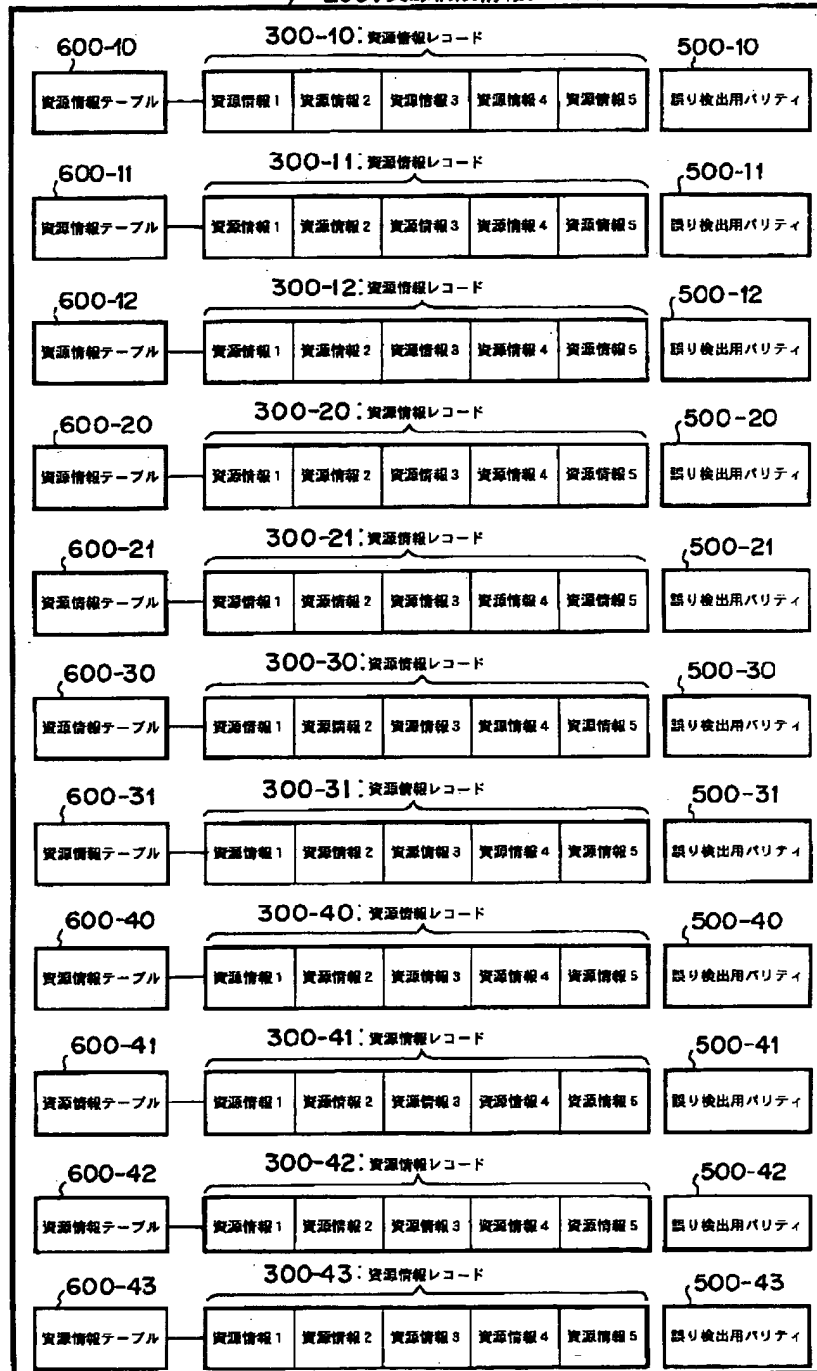 600-10 300-10:資源情報レコード 500-10
資源情報テーブル 資源情報1 資源情報2 資源情報3 資源情報4 資源情報5 誤り検出用パリティ
600-11 300-11:資源情報レコード 500-11
資源情報テーブル 資源情報1 資源情報2 資源情報3 資源情報4 資源情報5 誤り検出用パリティ
600-12 300-12:資源情報レコード 500-12
資源情報テーブル 資源情報1 資源情報2 資源情報3 資源情報4 資源情報5 誤り検出用パリティ
600-20 300-20:資源情報レコード 500-20
資源情報テーブル 資源情報1 資源情報2 資源情報3 資源情報4 資源情報5 誤り検出用パリティ
600-21 300-21:資源情報レコード 500-21
資源情報テーブル 資源情報1 資源情報2 資源情報3 資源情報4 資源情報5 誤り検出用パリティ
600-30 300-30:資源情報レコード 500-30
資源情報テーブル 資源情報1 資源情報2 資源情報3 資源情報4 資源情報5 誤り検出用パリティ
600-31 300-31:資源情報レコード 500-31
資源情報テーブル 資源情報1 資源情報2 資源情報3 資源情報4 資源情報5 誤り検出用パリティ
600-40 300-40:資源情報レコード 500-40
資源情報テーブル 資源情報1 資源情報2 資源情報3 資源情報4 資源情報5 誤り検出用パリティ
600-41 300-41:資源情報レコード 500-41
資源情報テーブル 資源情報1 資源情報2 資源情報3 資源情報4 資源情報5 誤り検出用パリティ
600-42 300-42:資源情報レコード 500-42
資源情報テーブル 資源情報1 資源情報2 資源情報3 資源情報4 資源情報5 誤り検出用パリティ
600-43 300-43:資源情報レコード 500-43
資源情報テーブル 資源情報1 資源情報2 資源情報3 資源情報4 資源情報5 誤り検出用パリティ